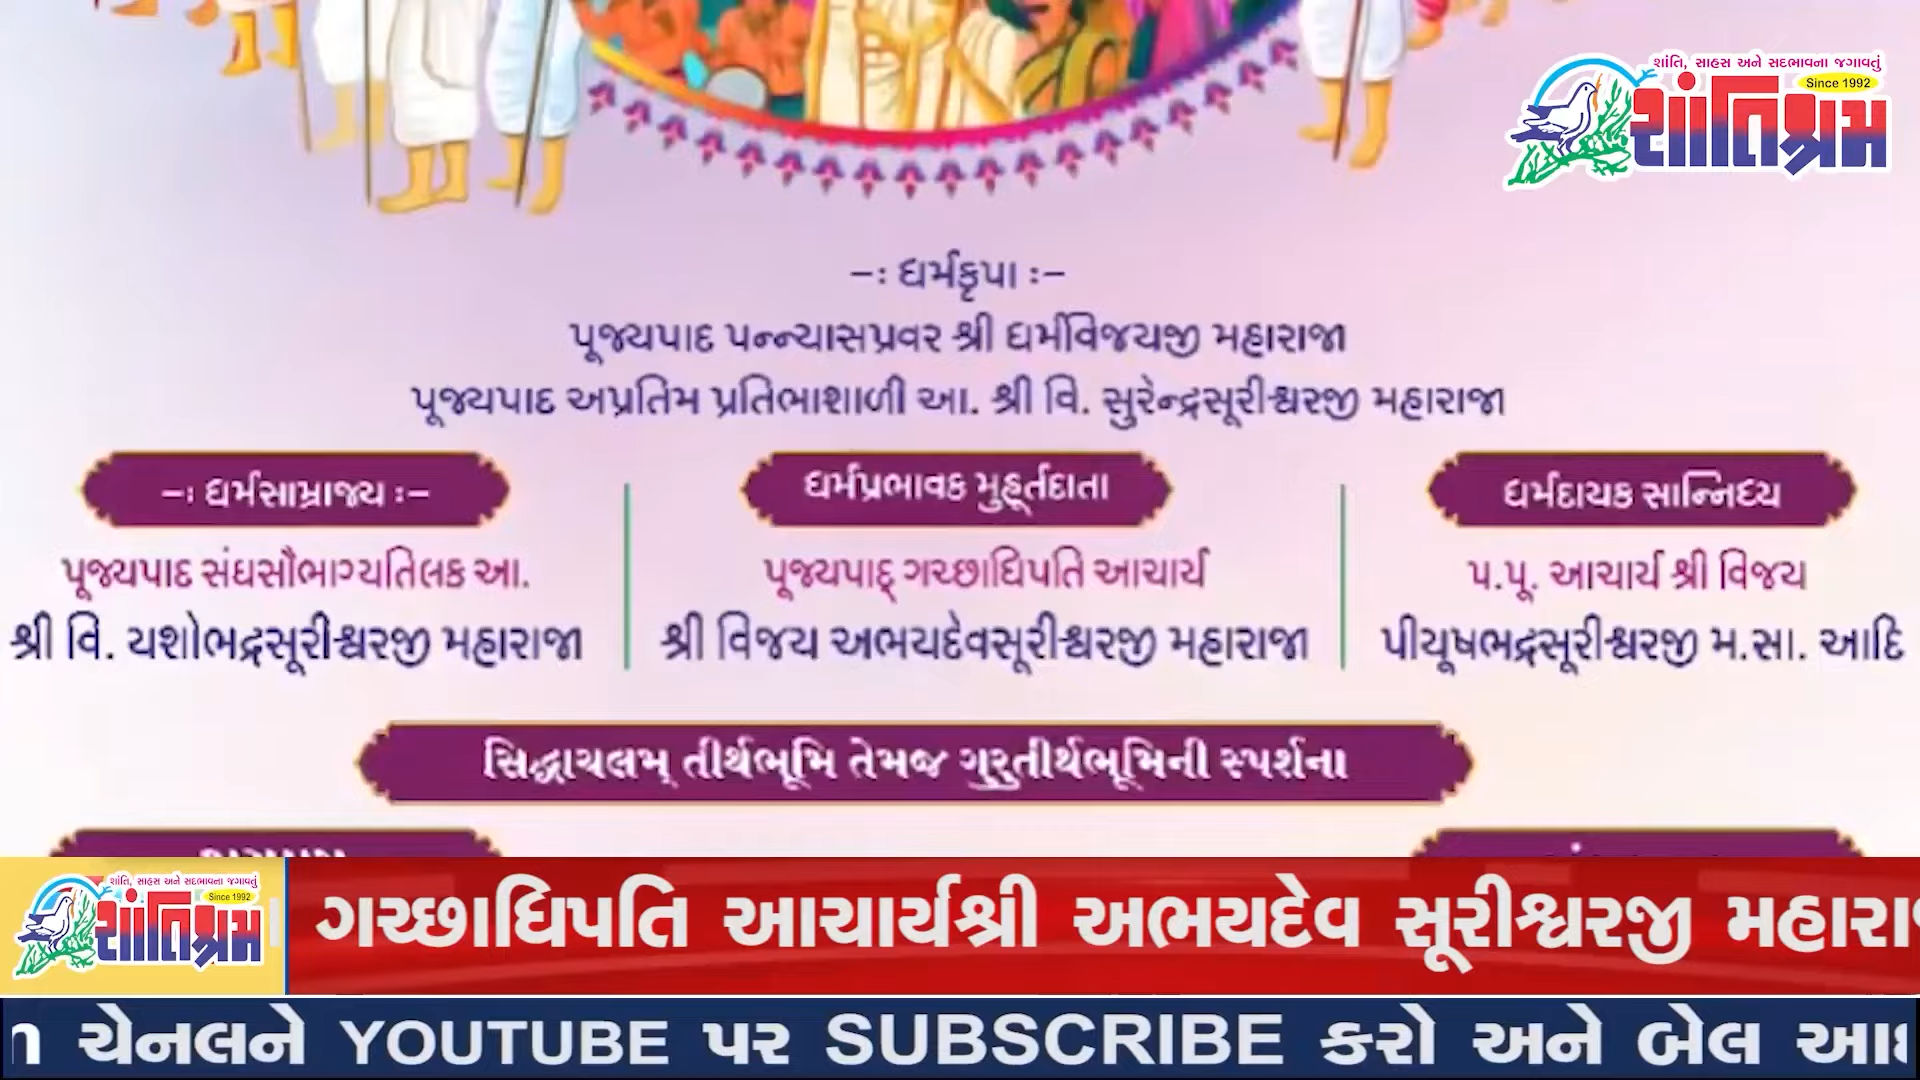 શાંતિ, સાહસ અને સદભાવના જગાવતું
Since 1992
શાંતિશ્રમ
–: ધર્મકૃપા :–
પૂજ્યપાદ પન્ન્યાસપ્રવર શ્રી ધર્મવિજયજી મહારાજા
પૂજ્યપાદ અપ્રતિમ પ્રતિભાશાળી આ. શ્રી વિ. સુરેન્દ્રસૂરીશ્વરજી મહારાજા
–: ધર્મસામ્રાજ્ય :–
પૂજ્યપાદ સંઘસૌભાગ્યતિલક આ.
શ્રી વિ. યશોભદ્રસૂરીશ્વરજી મહારાજા
ધર્મપ્રભાવક મુહૂર્તદાતા
પૂજ્યપાદ્ ગચ્છાધિપતિ આચાર્ય
શ્રી વિજય અભયદેવસૂરીશ્વરજી મહારાજા
ધર્મદાયક સાન્નિધ્ય
પ.પૂ. આચાર્ય શ્રી વિજય
પીયૂષભદ્રસૂરીશ્વરજી મ.સા. આદિ
સિદ્ધાચલમ્ તીર્થભૂમિ તેમજ ગુરુતીર્થભૂમિની સ્પર્શના
શાંતિ, સાહસ અને સદભાવના જગાવતું
Since 1992
શાંતિશ્રમ
ગચ્છાધિપતિ આચાર્યશ્રી અભયદેવ સૂરીશ્વરજી
ચેનલને YOUTUBE પર SUBSCRIBE કરો અને બેલ